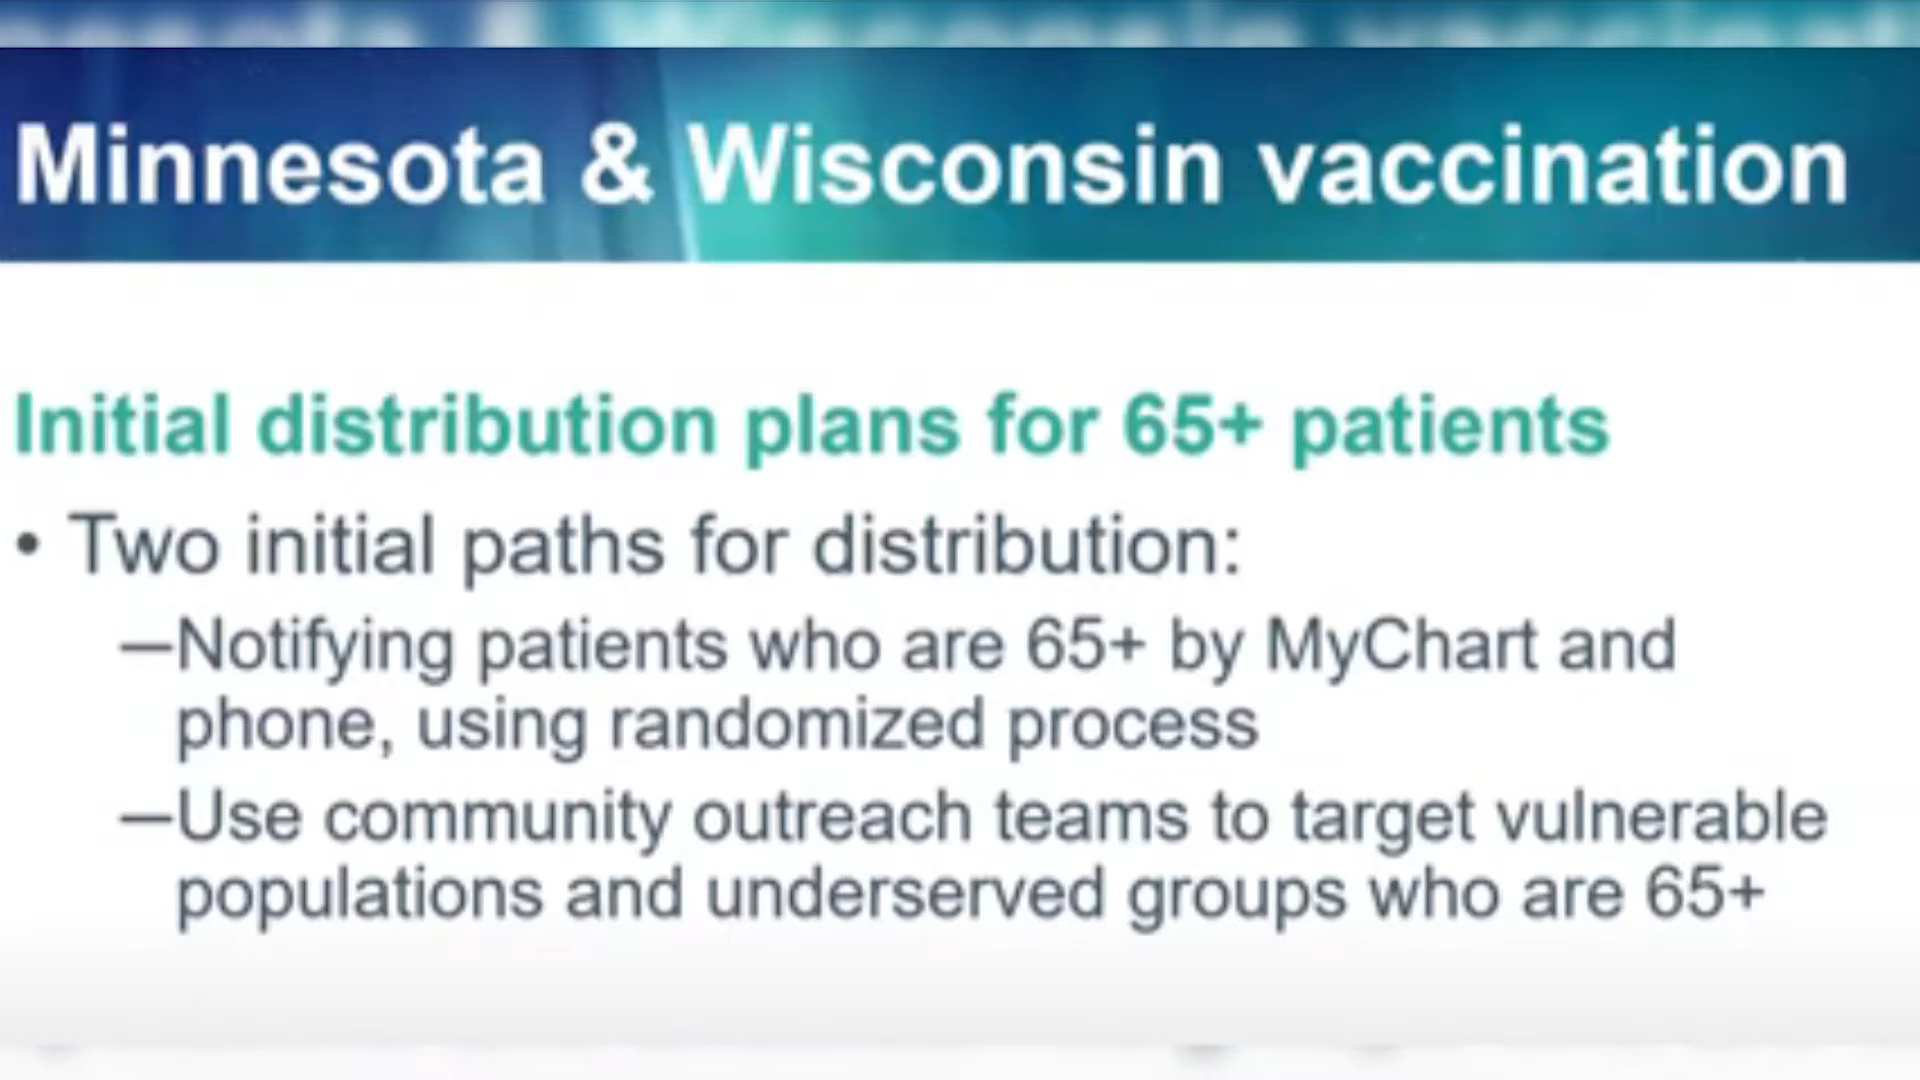 Minnesota & Wisconsin vaccination
Initial distribution plans for 65+ patients
• Two initial paths for distribution:
—Notifying patients who are 65+ by MyChart and
phone, using randomized process
—Use community outreach teams to target vulnerable
populations and underserved groups who are 65+